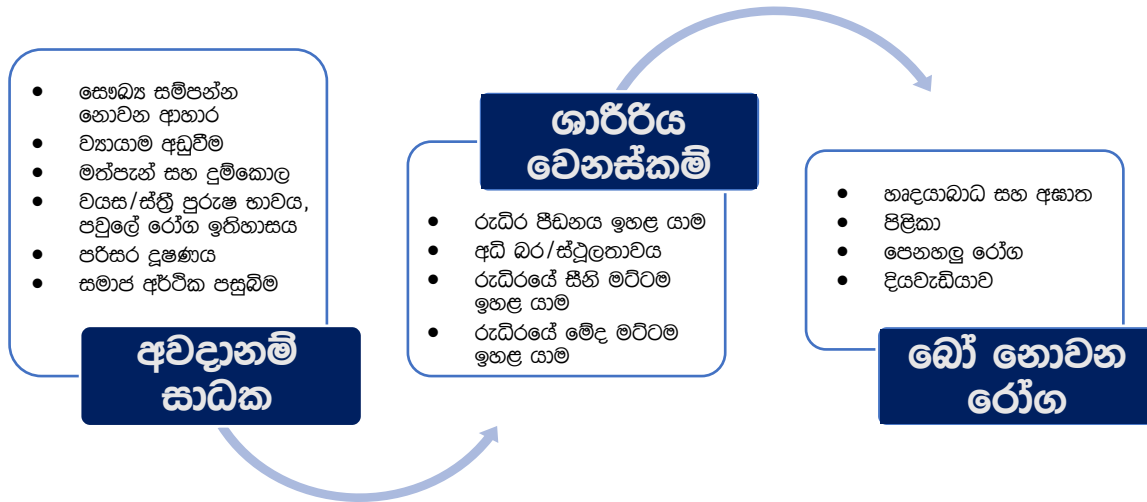 ● සෞඛ්‍ය සම්පන්න
නොවන ආහාර
● ව්‍යායාම අඩුවීම
● මත්පැන් සහ දුම්කොල
● වයස/ස්ත්‍රී පුරුෂ භාවය,
පවුලේ රෝග ඉතිහාසය
● පරිසර දූෂණය
● සමාජ අර්ථික පසුබිම
අවදානම්
සාධක
ශාරීරිය
වෙනස්කම්
● රුධිර පීඩනය ඉහළ යාම
● අධි බර/ස්ථූලතාවය
● රුධිරයේ සීනි මට්ටම
ඉහළ යාම
● රුධිරයේ මේද මට්ටම
ඉහළ යාම
● හෘදයාබාධ සහ අඝාත
● පිළිකා
● පෙනහලු රෝග
● දියවැඩියාව
බෝ නොවන
රෝග